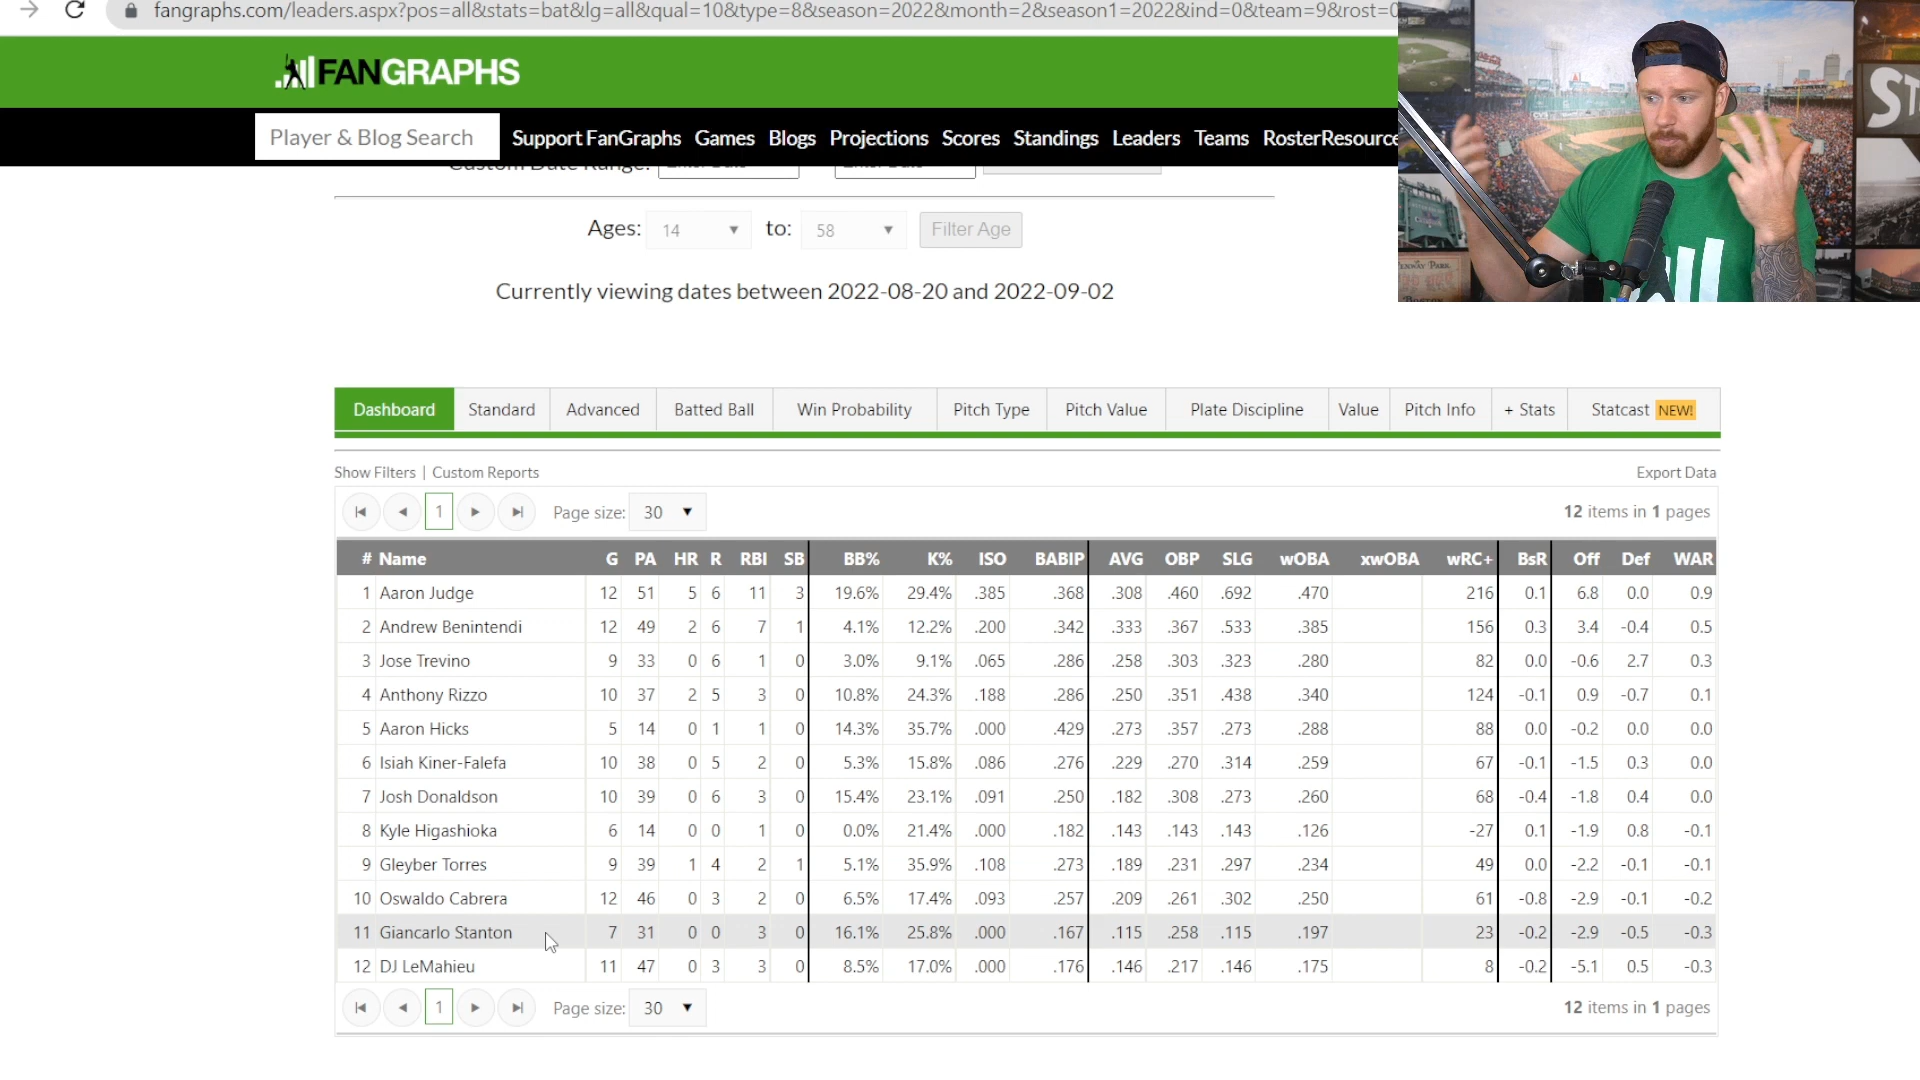 fangraphs.com/leaders.aspx?pos=all&stats=bat&lg=all&qual=10&type=8&season=2022&month=2&season1=2022&ind=0&team=9&rost=0
FANGRAPHS
Player & Blog Search Support FanGraphs Games Blogs Projections Scores Standings Leaders Teams RosterResource
Custom Date Range:
Ages: 14 to: 58 Filter Age
Currently viewing dates between 2022-08-20 and 2022-09-02
Dashboard Standard Advanced Batted Ball Win Probability Pitch Type Pitch Value Plate Discipline Value Pitch Info + Stats Statcast NEW!
Show Filters | Custom Reports Export Data
1 Page size: 30 12 items in 1 pages
# Name G PA HR R RBI SB BB% K% ISO BABIP AVG OBP SLG wOBA xwOBA wRC+ BsR Off Def WAR
1 Aaron Judge 12 51 5 6 11 3 19.6% 29.4% .385 .368 .308 .460 .692 .470 216 0.1 6.8 0.0 0.9
2 Andrew Benintendi 12 49 2 6 7 1 4.1% 12.2% .200 .342 .333 .367 .533 .385 156 0.3 3.4 -0.4 0.5
3 Jose Trevino 9 33 0 6 1 0 3.0% 9.1% .065 .286 .258 .303 .323 .280 82 0.0 -0.6 2.7 0.3
4 Anthony Rizzo 10 37 2 5 3 0 10.8% 24.3% .188 .286 .250 .351 .438 .340 124 -0.1 0.9 -0.7 0.1
5 Aaron Hicks 5 14 0 1 1 0 14.3% 35.7% .000 .429 .273 .357 .273 .288 88 0.0 -0.2 0.0 0.0
6 Isiah Kiner-Falefa 10 38 0 5 2 0 5.3% 15.8% .086 .276 .229 .270 .314 .259 67 -0.1 -1.5 0.3 0.0
7 Josh Donaldson 10 39 0 6 3 0 15.4% 23.1% .091 .250 .182 .308 .273 .260 68 -0.4 -1.8 0.4 0.0
8 Kyle Higashioka 6 14 0 0 1 0 0.0% 21.4% .000 .182 .143 .143 .143 .126 -27 0.1 -1.9 0.8 -0.1
9 Gleyber Torres 9 39 1 4 2 1 5.1% 35.9% .108 .273 .189 .231 .297 .234 49 0.0 -2.2 -0.1 -0.1
10 Oswaldo Cabrera 12 46 0 3 2 0 6.5% 17.4% .093 .257 .209 .261 .302 .250 61 -0.8 -2.9 -0.1 -0.2
11 Giancarlo Stanton 7 31 0 0 3 0 16.1% 25.8% .000 .167 .115 .258 .115 .197 23 -0.2 -2.9 -0.5 -0.3
12 DJ LeMahieu 11 47 0 3 3 0 8.5% 17.0% .000 .176 .146 .217 .146 .175 8 -0.2 -5.1 0.5 -0.3
1 Page size: 30 12 items in 1 pages